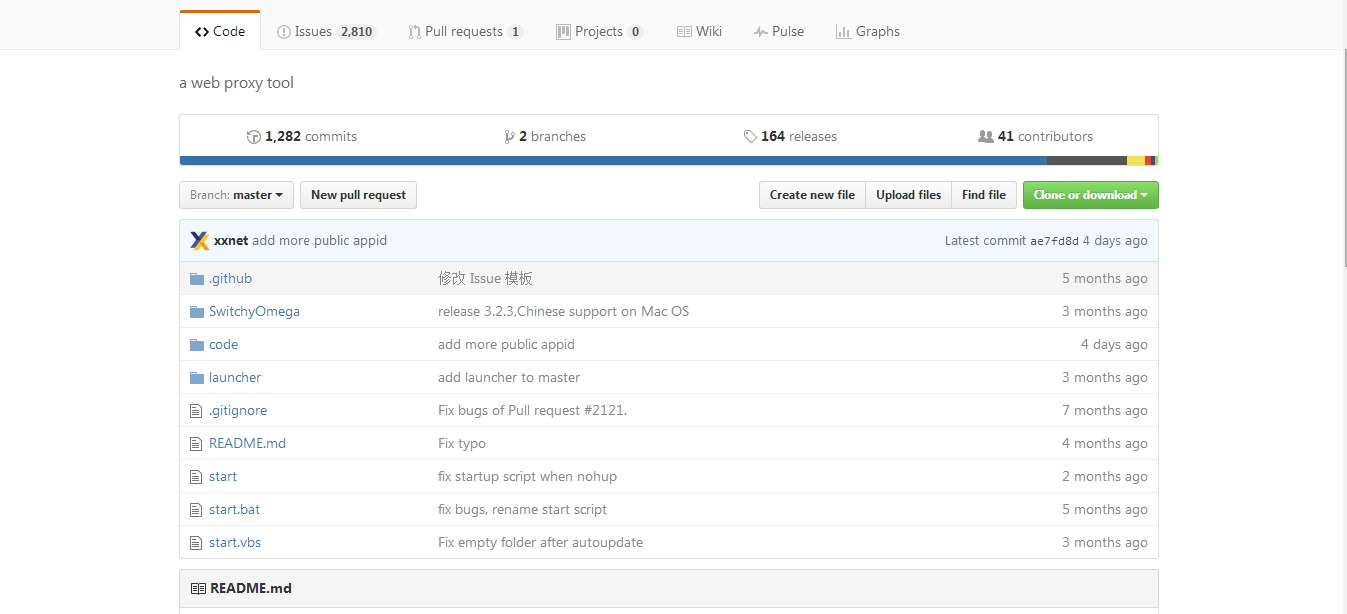 Code Issues 2,810 Pull requests 1 Projects 0 Wiki Pulse Graphs
a web proxy tool
1,282 commits 2 branches 164 releases 41 contributors
Branch: master New pull request Create new file Upload files Find file Clone or download
xxnet add more public appid Latest commit ae7fd8d 4 days ago
.github 修改 Issue 模板 5 months ago
SwitchyOmega release 3.2.3,Chinese support on Mac OS 3 months ago
code add more public appid 4 days ago
launcher add launcher to master 3 months ago
.gitignore Fix bugs of Pull request #2121. 7 months ago
README.md Fix typo 4 months ago
start fix startup script when nohup 2 months ago
start.bat fix bugs, rename start script 5 months ago
start.vbs Fix empty folder after autoupdate 3 months ago
README.md